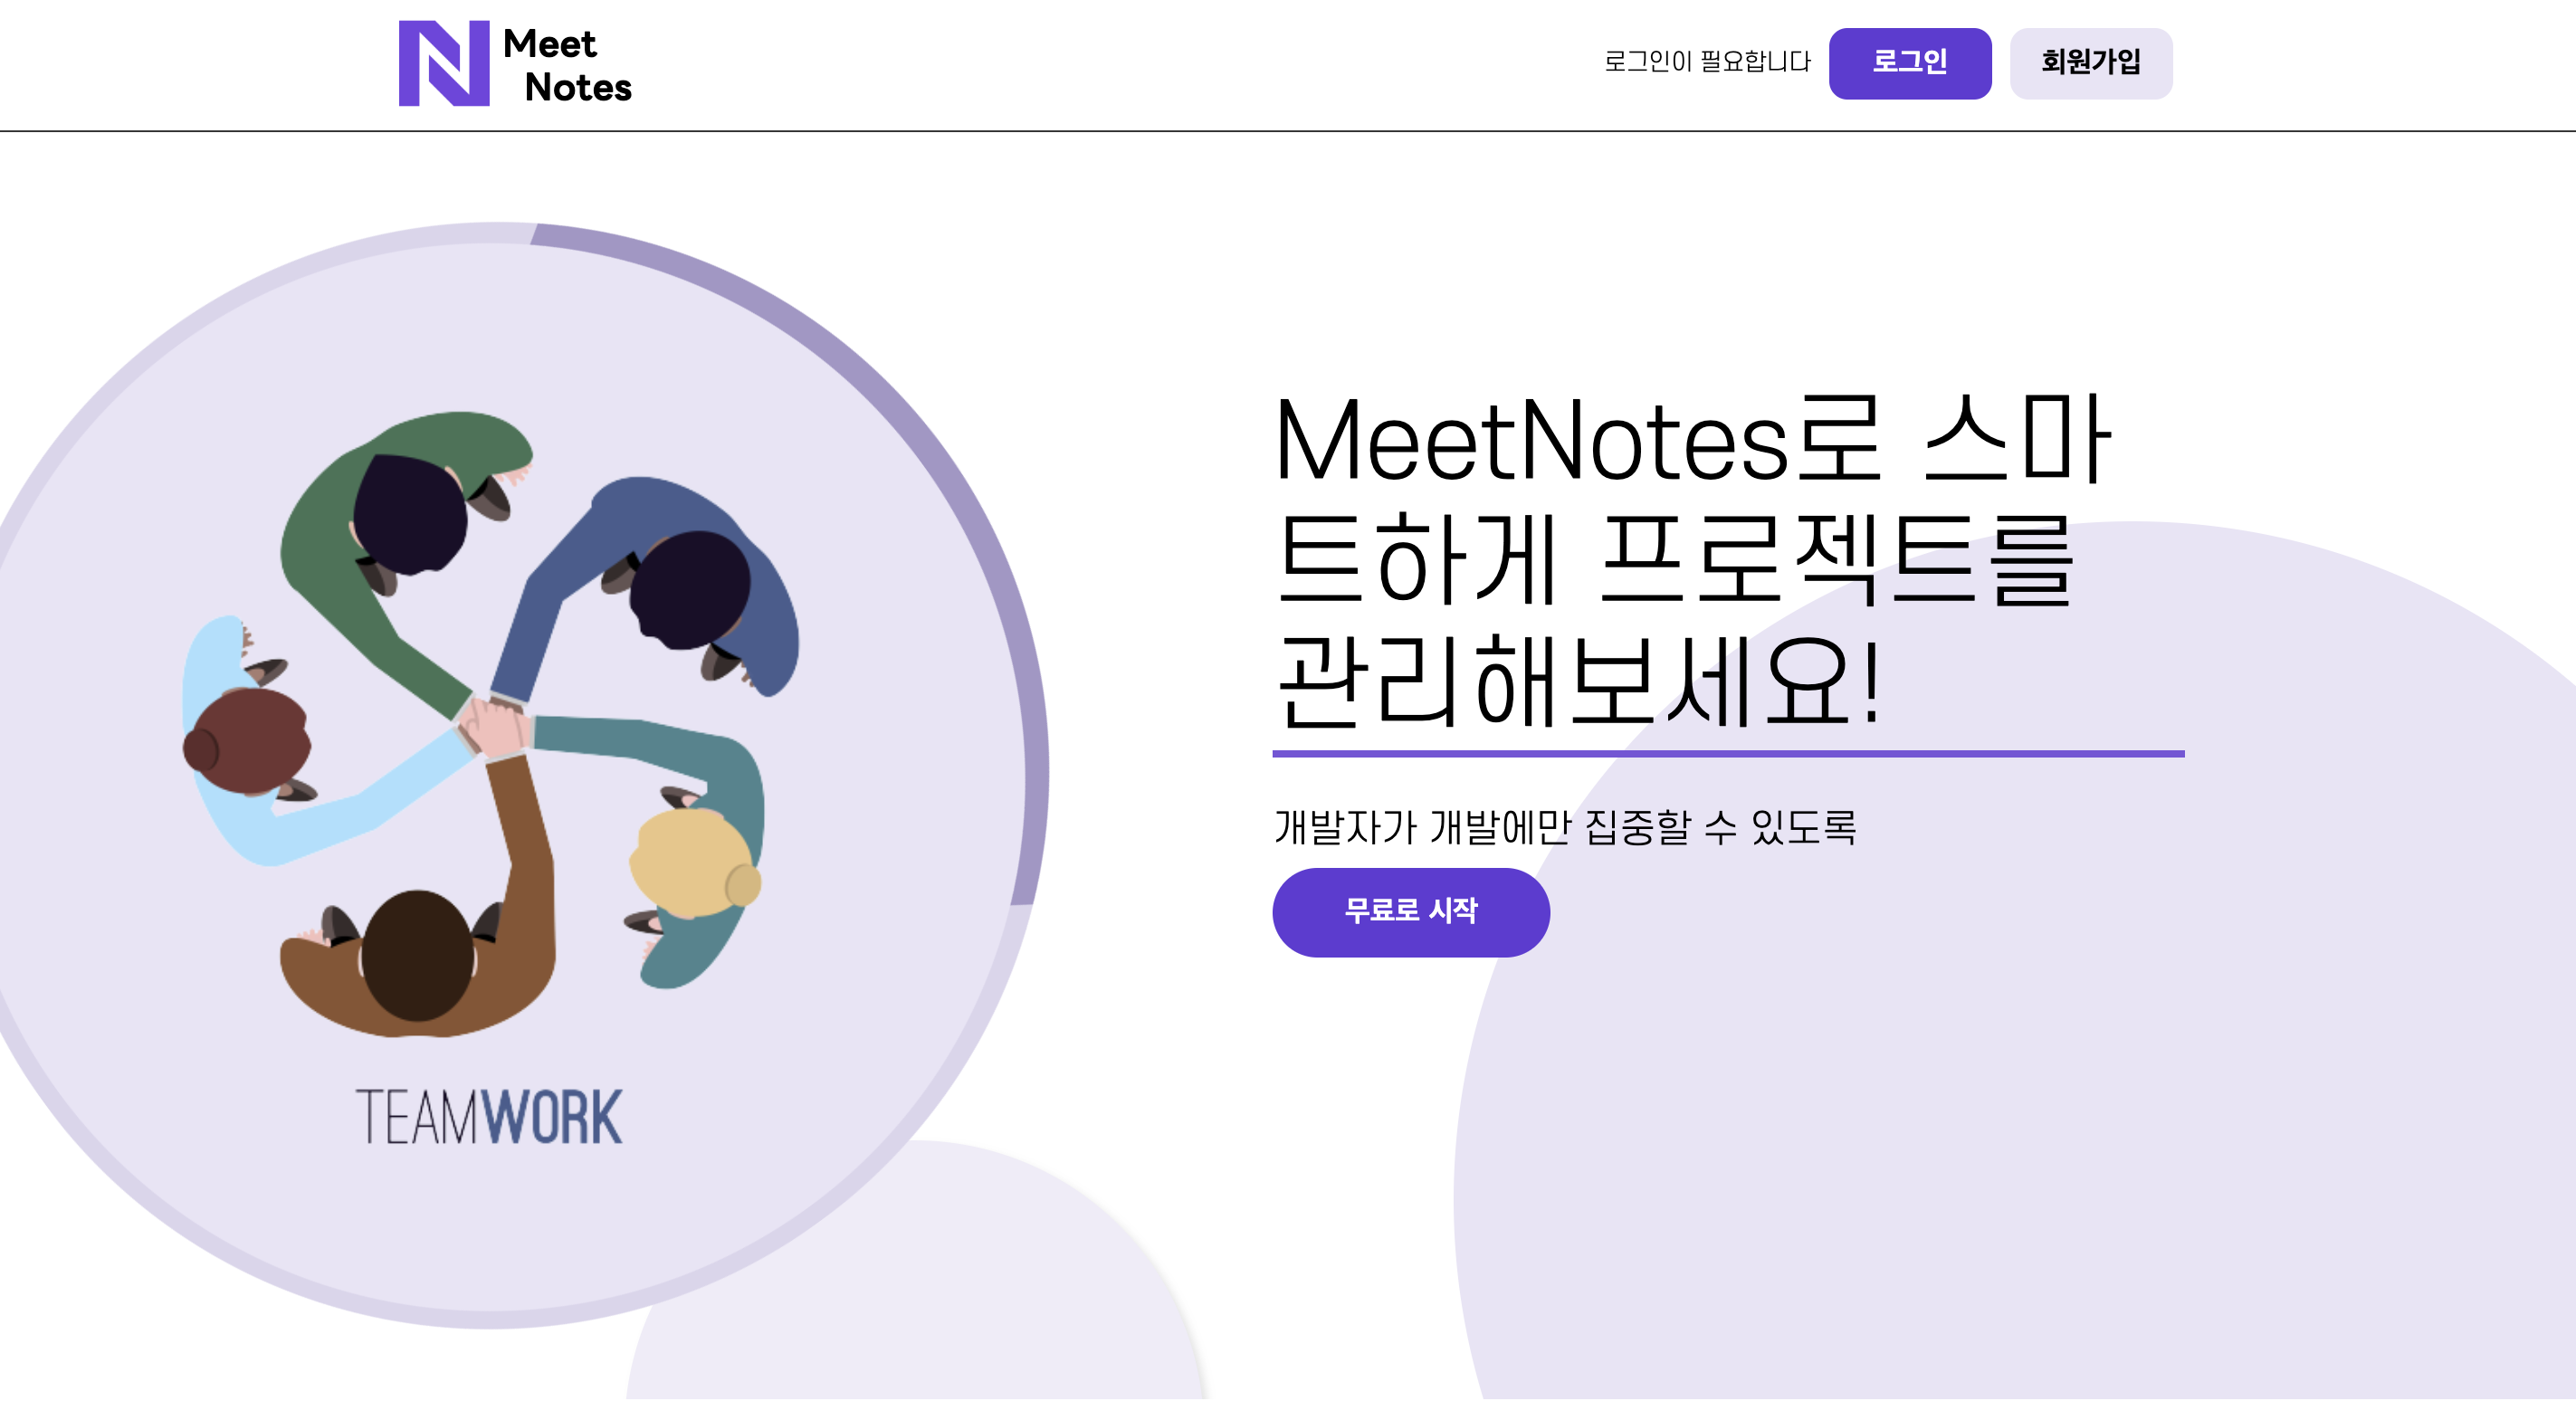 Meet
Notes
로그인이 필요합니다
로그인
회원가입
MeetNotes로 스마
트하게 프로젝트를
관리해보세요!
개발자가 개발에만 집중할 수 있도록
무료로 시작
TEAMWORK